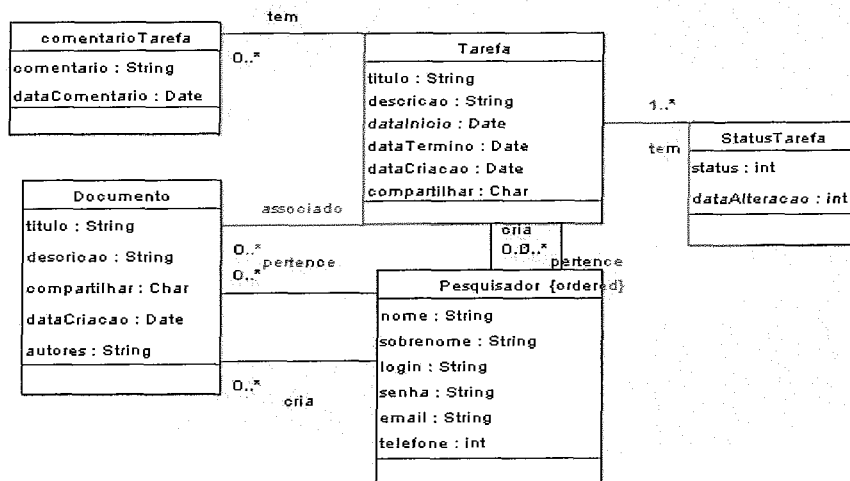 tem
comentarioTarefa
comentario : String
dataComentario : Date
0..*
Tarefa
titulo : String
descricao : String
dataInicio : Date
dataTermino : Date
dataCriacao : Date
compartilhar : Char
1..*
tem
StatusTarefa
status : int
dataAlteracao : int
Documento
titulo : String
descricao : String
compartilhar : Char
dataCriacao : Date
autores : String
associado
0..*
pertence
0..*
cria
0..*
pertence
Pesquisador {ordered}
nome : String
sobrenome : String
login : String
senha : String
email : String
telefone : int
0..*
cria